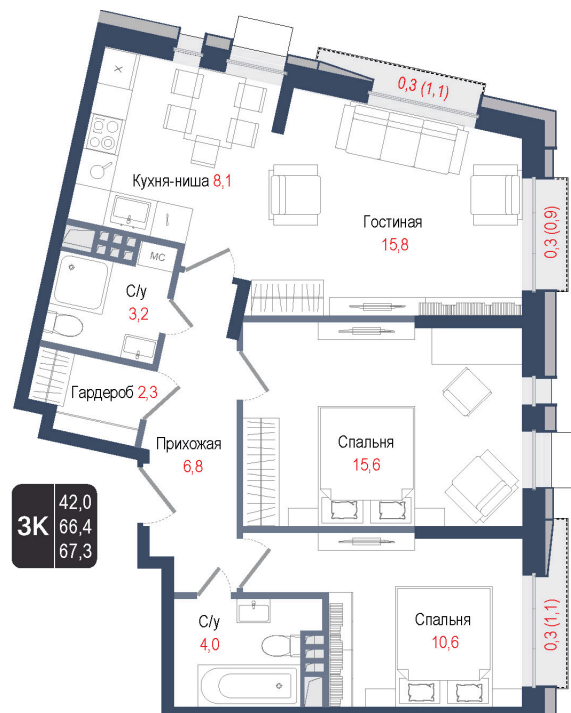 0,3 (1,1)
Кухня-ниша 8,1
Гостиная
15,8
0,3 (0,9)
МС
С/у
3,2
Гардероб 2,3
Прихожая
6,8
Спальня
15,6
3K
42,0
66,4
67,3
С/у
4,0
Спальня
10,6
0,3 (1,1)